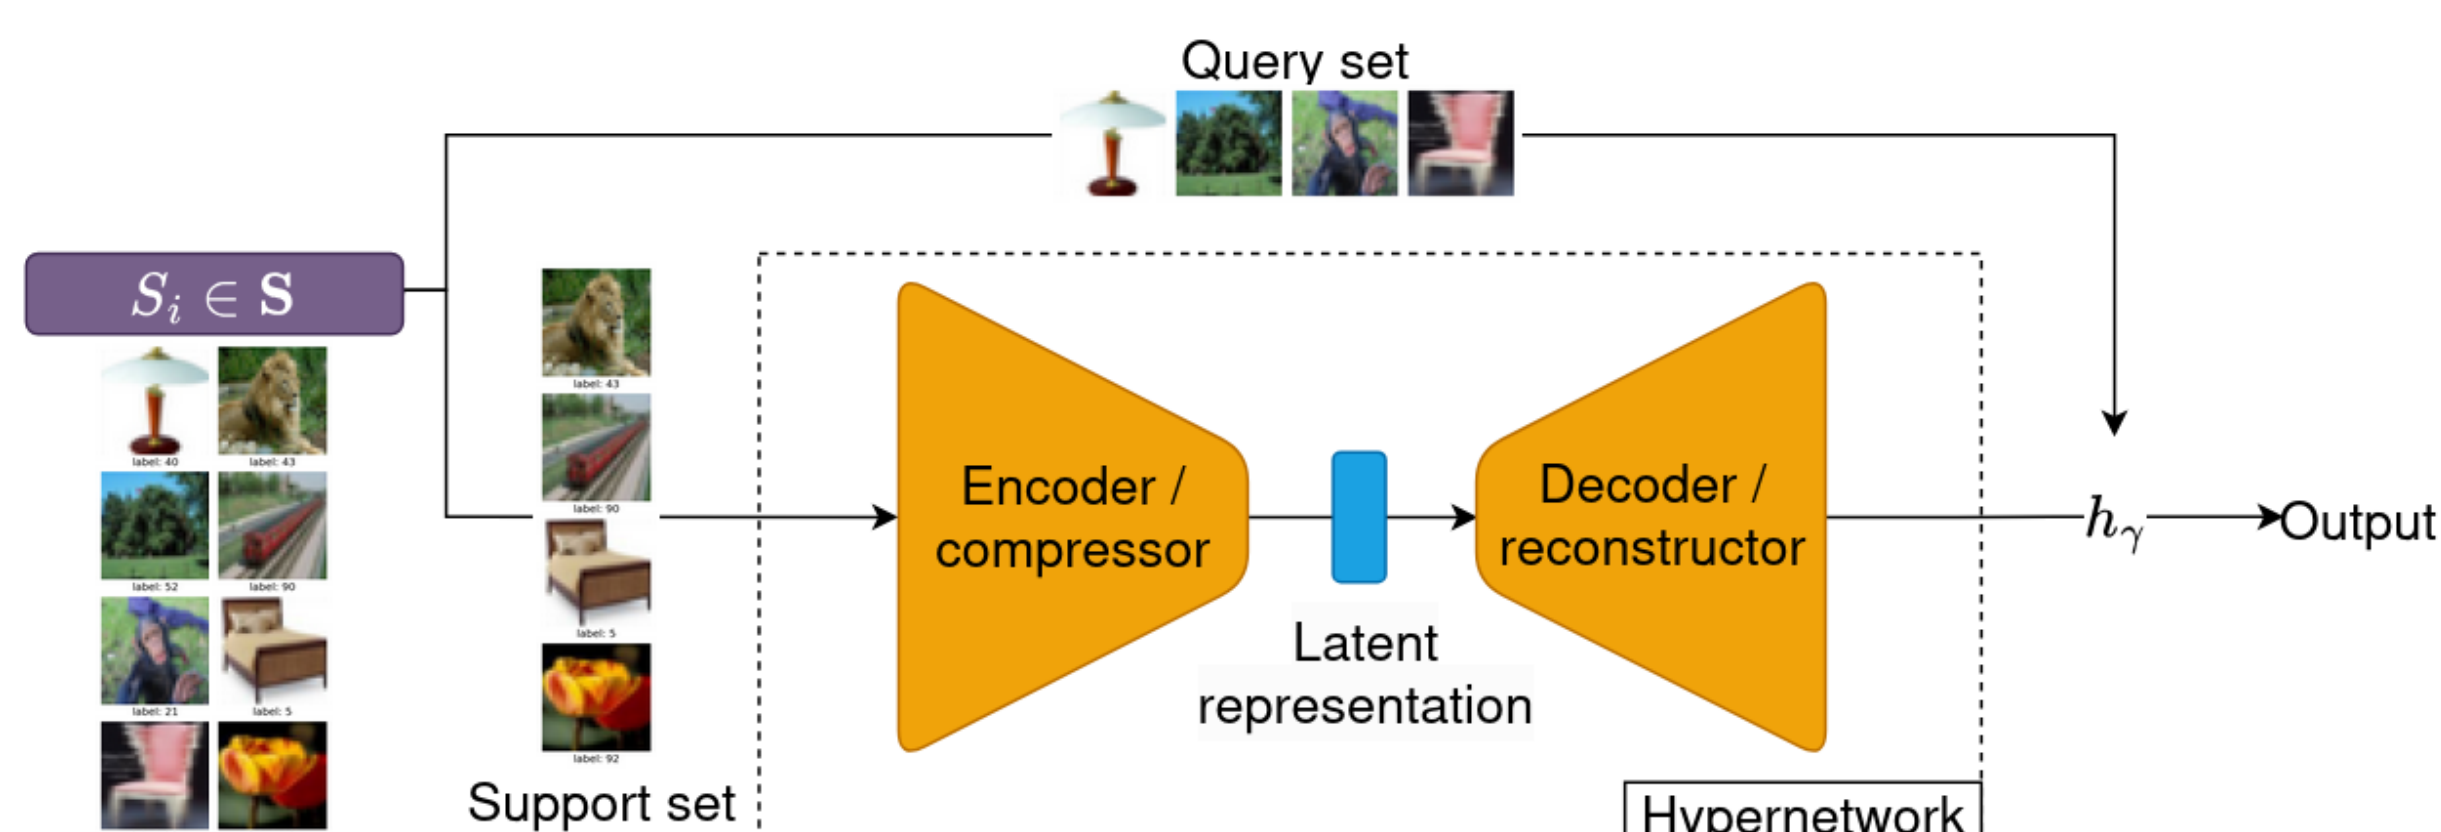 Query set
S_i ∈ S
label: 40
label: 43
label: 52
label: 90
label: 21
label: 5
label: 43
label: 90
label: 5
label: 92
Support set
Encoder /
compressor
Latent
representation
Decoder /
reconstructor
h_γ
Output
Hypernetwork